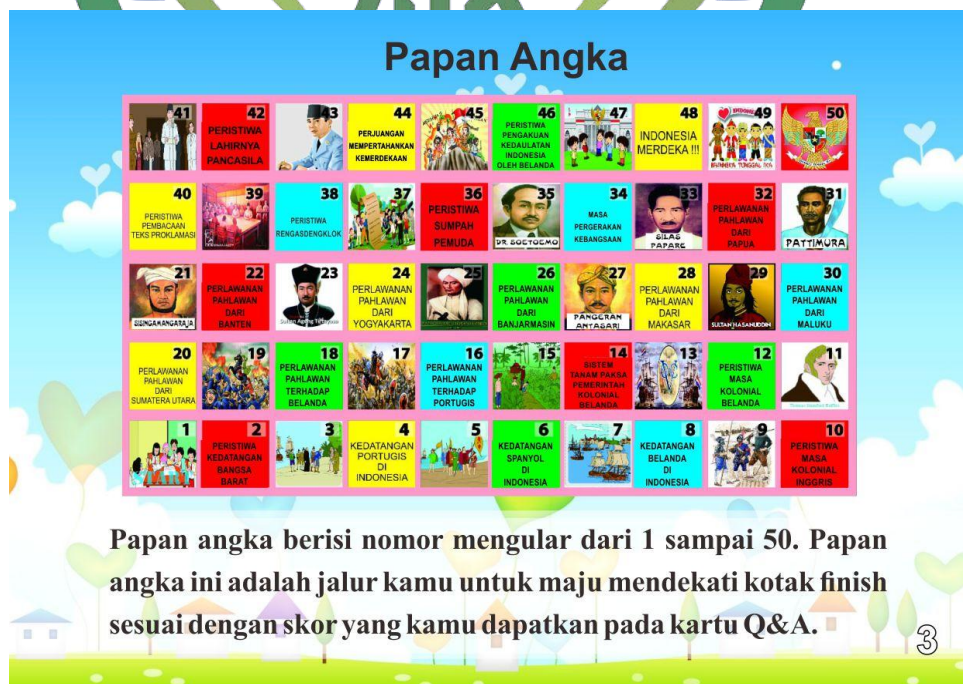 Papan Angka
41
42
PERISTIWA
LAHIRNYA
PANCASILA
43
44
PERJUANGAN
MEMPERTAHANKAN
KEMERDEKAAN
45
46
PERISTIWA
PENGAKUAN
KEDAULATAN
INDONESIA
OLEH BELANDA
47
48
INDONESIA
MERDEKA !!!
49
BHINNEKA TUNGGAL IKA
50
40
PERISTIWA
PEMBACAAN
TEKS PROKLAMASI
39
38
PERISTIWA
RENGASDENGKLOK
37
36
PERISTIWA
SUMPAH
PEMUDA
35
DR. SOETOEMO
34
MASA
PERGERAKAN
KEBANGSAAN
33
SILAS
PAPARE
32
PERLAWANAN
PAHLAWAN
DARI
PAPUA
31
PATTIMURA
21
SISINGAMANGARAJA
22
PERLAWANAN
PAHLAWAN
DARI
BANTEN
23
24
PERLAWANAN
PAHLAWAN
DARI
YOGYAKARTA
25
26
PERLAWANAN
PAHLAWAN
DARI
BANJARMASIN
27
PANGERAN
ANTASARI
28
PERLAWANAN
PAHLAWAN
DARI
MAKASAR
29
SULTAN HASANUDDIN
30
PERLAWANAN
PAHLAWAN
DARI
MALUKU
20
PERLAWANAN
PAHLAWAN
DARI
SUMATERA UTARA
19
18
PERLAWANAN
PAHLAWAN
TERHADAP
BELANDA
17
16
PERLAWANAN
PAHLAWAN
TERHADAP
PORTUGIS
15
14
SISTEM
TANAM PAKSA
PEMERINTAH
KOLONIAL
BELANDA
13
12
PERISTIWA
MASA
KOLONIAL
BELANDA
11
1
2
PERISTIWA
KEDATANGAN
BANGSA
BARAT
3
4
KEDATANGAN
PORTUGIS
DI
INDONESIA
5
6
KEDATANGAN
SPANYOL
DI
INDONESIA
7
8
KEDATANGAN
BELANDA
DI
INDONESIA
9
10
PERISTIWA
MASA
KOLONIAL
INGGRIS
Papan angka berisi nomor mengular dari 1 sampai 50. Papan
angka ini adalah jalur kamu untuk maju mendekati kotak finish
sesuai dengan skor yang kamu dapatkan pada kartu Q&A.
3